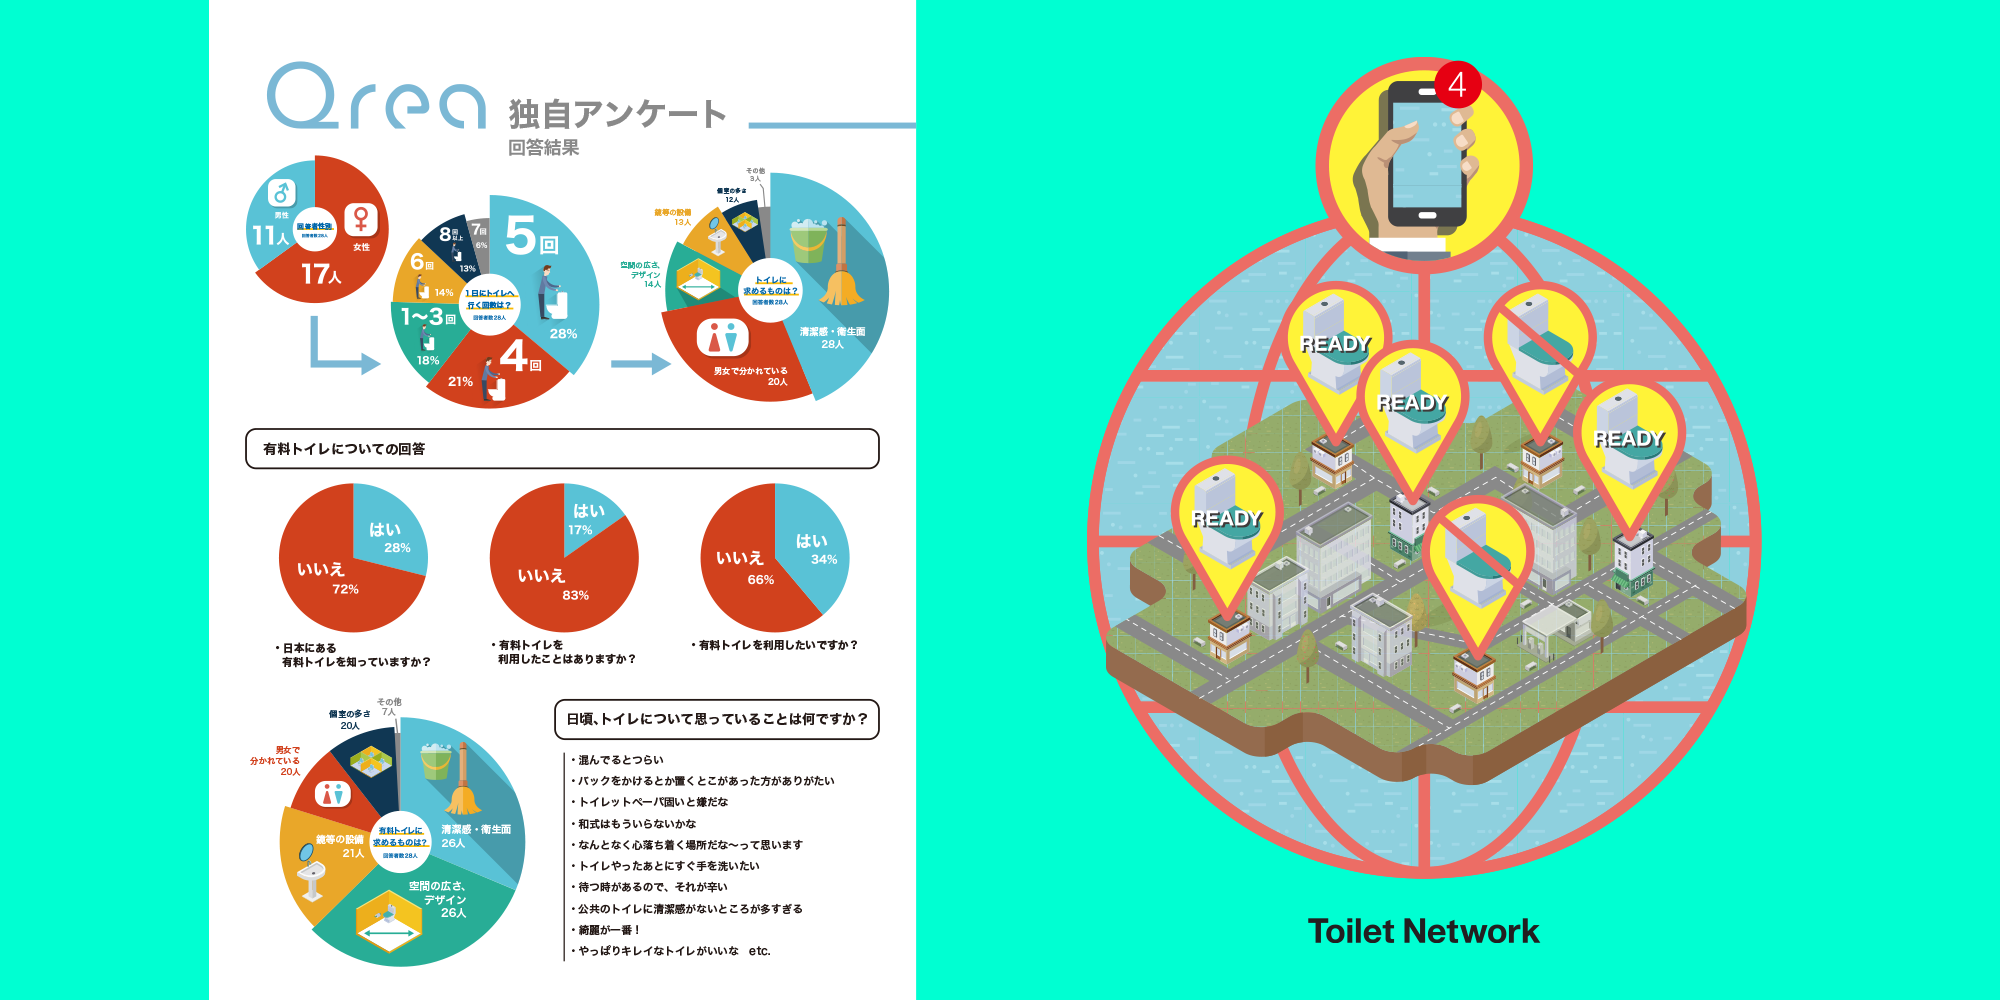 Qrea 独自アンケート
回答結果
男性
11人
回答者性別
回答者数28人
女性
17人
5回
28%
4回
21%
1〜3回
18%
6回
14%
8回以上
13%
7回
6%
1日にトイレへ
行く回数は?
回答者数28人
その他
3人
個室の多さ
12人
鏡等の設備
13人
空間の広さ、
デザイン
14人
トイレに
求めるものは?
回答者数28人
清潔感・衛生面
28人
男女で分かれている
20人
有料トイレについての回答
はい
28%
いいえ
72%
・日本にある
有料トイレを知っていますか?
はい
17%
いいえ
83%
・有料トイレを
利用したことはありますか?
はい
34%
いいえ
66%
・有料トイレを利用したいですか?
その他
7人
個室の多さ
20人
男女で
分かれている
20人
鏡等の設備
21人
有料トイレに
求めるものは?
回答者数28人
清潔感・衛生面
26人
空間の広さ、
デザイン
26人
日頃、トイレについて思っていることは何ですか?
・混んでるとつらい
・バックをかけるとか置くとこがあった方がありがたい
・トイレットペーパ固いと嫌だな
・和式はもういらないかな
・なんとなく心落ち着く場所だな〜って思います
・トイレやったあとにすぐ手を洗いたい
・待つ時があるので、それが辛い
・公共のトイレに清潔感がないところが多すぎる
・綺麗が一番!
・やっぱりキレイなトイレがいいな etc.
4
READY
READY
READY
READY
Toilet Network